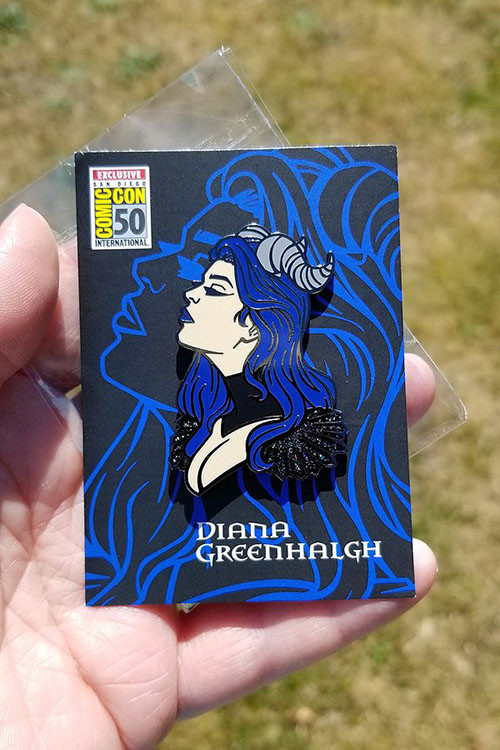 EXCLUSIVE
SAN DIEGO
COMIC CON
50
INTERNATIONAL
DIANA
GREENHALGH